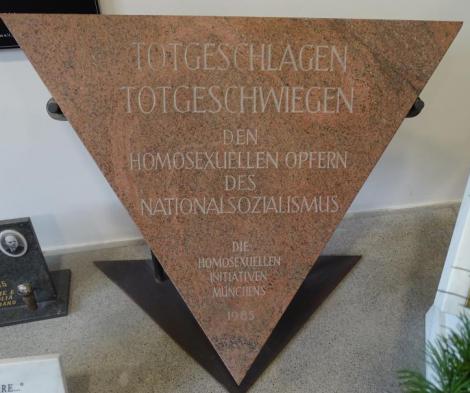 TOTGESCHLAGEN
TOTGESCHWIEGEN
DEN
HOMOSEXUELLEN OPFERN
DES
NATIONALSOZIALISMUS
DIE
HOMOSEXUELLEN
INITIATIVEN
MÜNCHENS
1985